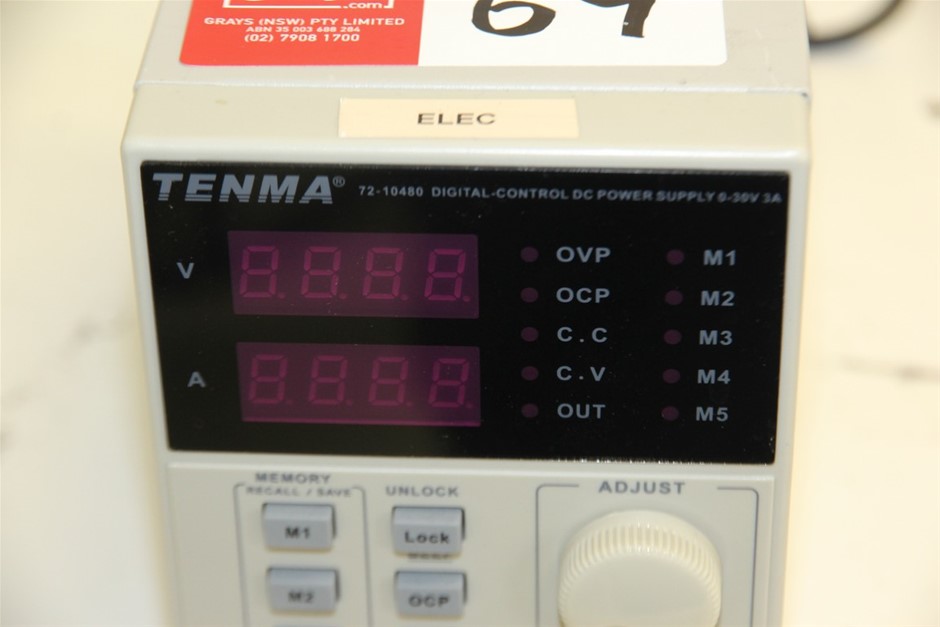 .com
GRAYS (NSW) PTY LIMITED
ABN 35 003 688 284
(02) 7908 1700
ELEC
TENMA® 72-10480 DIGITAL-CONTROL DC POWER SUPPLY 0-30V 3A
V
A
OVP M1
OCP M2
C.C M3
C.V M4
OUT M5
MEMORY
RECALL / SAVE
UNLOCK
ADJUST
M1
Lock
M2
OCP